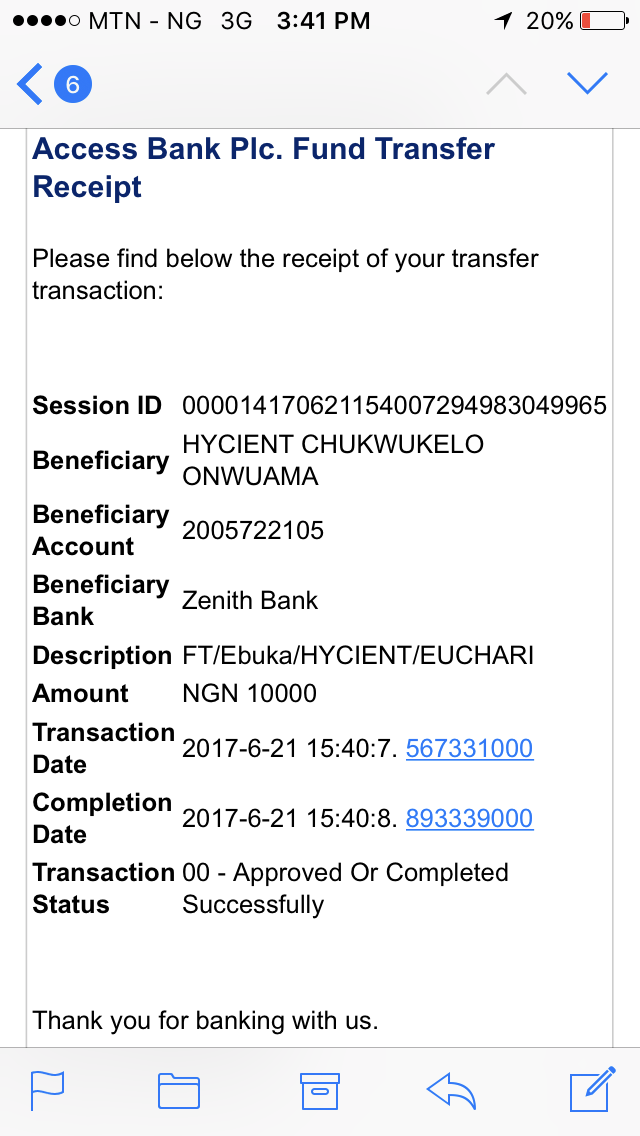 MTN - NG 3G 3:41 PM 20%
6
Access Bank Plc. Fund Transfer
Receipt
Please find below the receipt of your transfer
transaction:
Session ID 000014170621154007294983049965
Beneficiary HYCIENT CHUKWUKELO
ONWUAMA
Beneficiary
Account 2005722105
Beneficiary
Bank Zenith Bank
Description FT/Ebuka/HYCIENT/EUCHARI
Amount NGN 10000
Transaction
Date 2017-6-21 15:40:7. 567331000
Completion
Date 2017-6-21 15:40:8. 893339000
Transaction 00 - Approved Or Completed
Status Successfully
Thank you for banking with us.